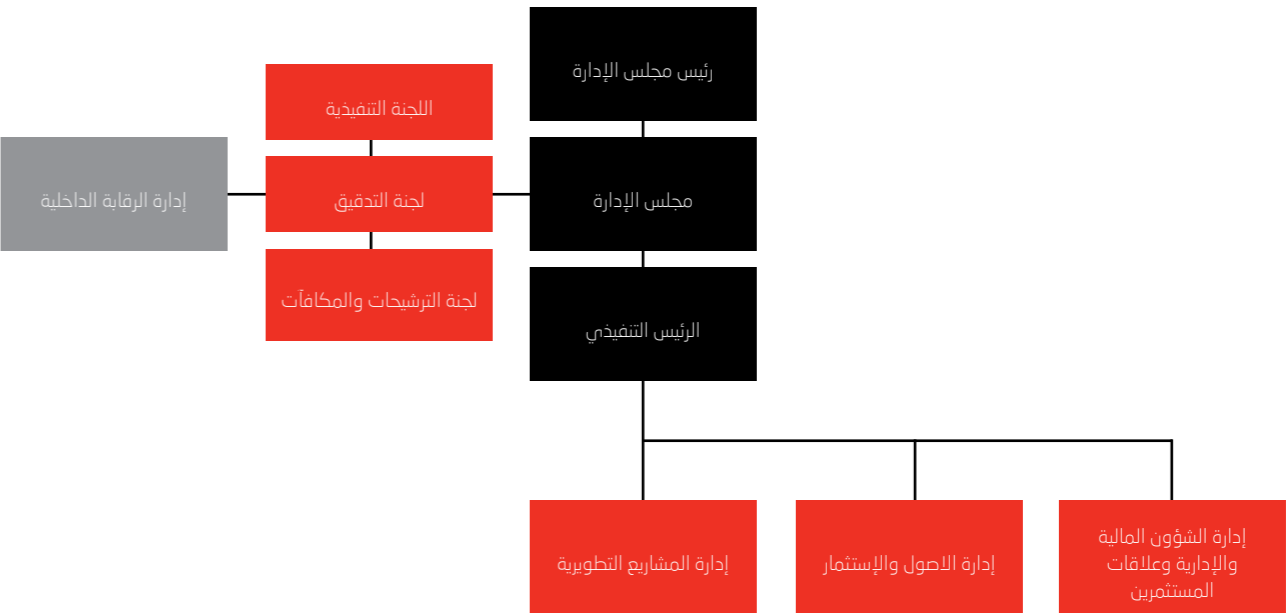 رئيس مجلس الإدارة
اللجنة التنفيذية
مجلس الإدارة
لجنة التدقيق
إدارة الرقابة الداخلية
لجنة الترشيحات والمكافآت
الرئيس التنفيذي
إدارة الشؤون المالية
والإدارية وعلاقات
المستثمرين
إدارة الاصول والإستثمار
إدارة المشاريع التطويرية